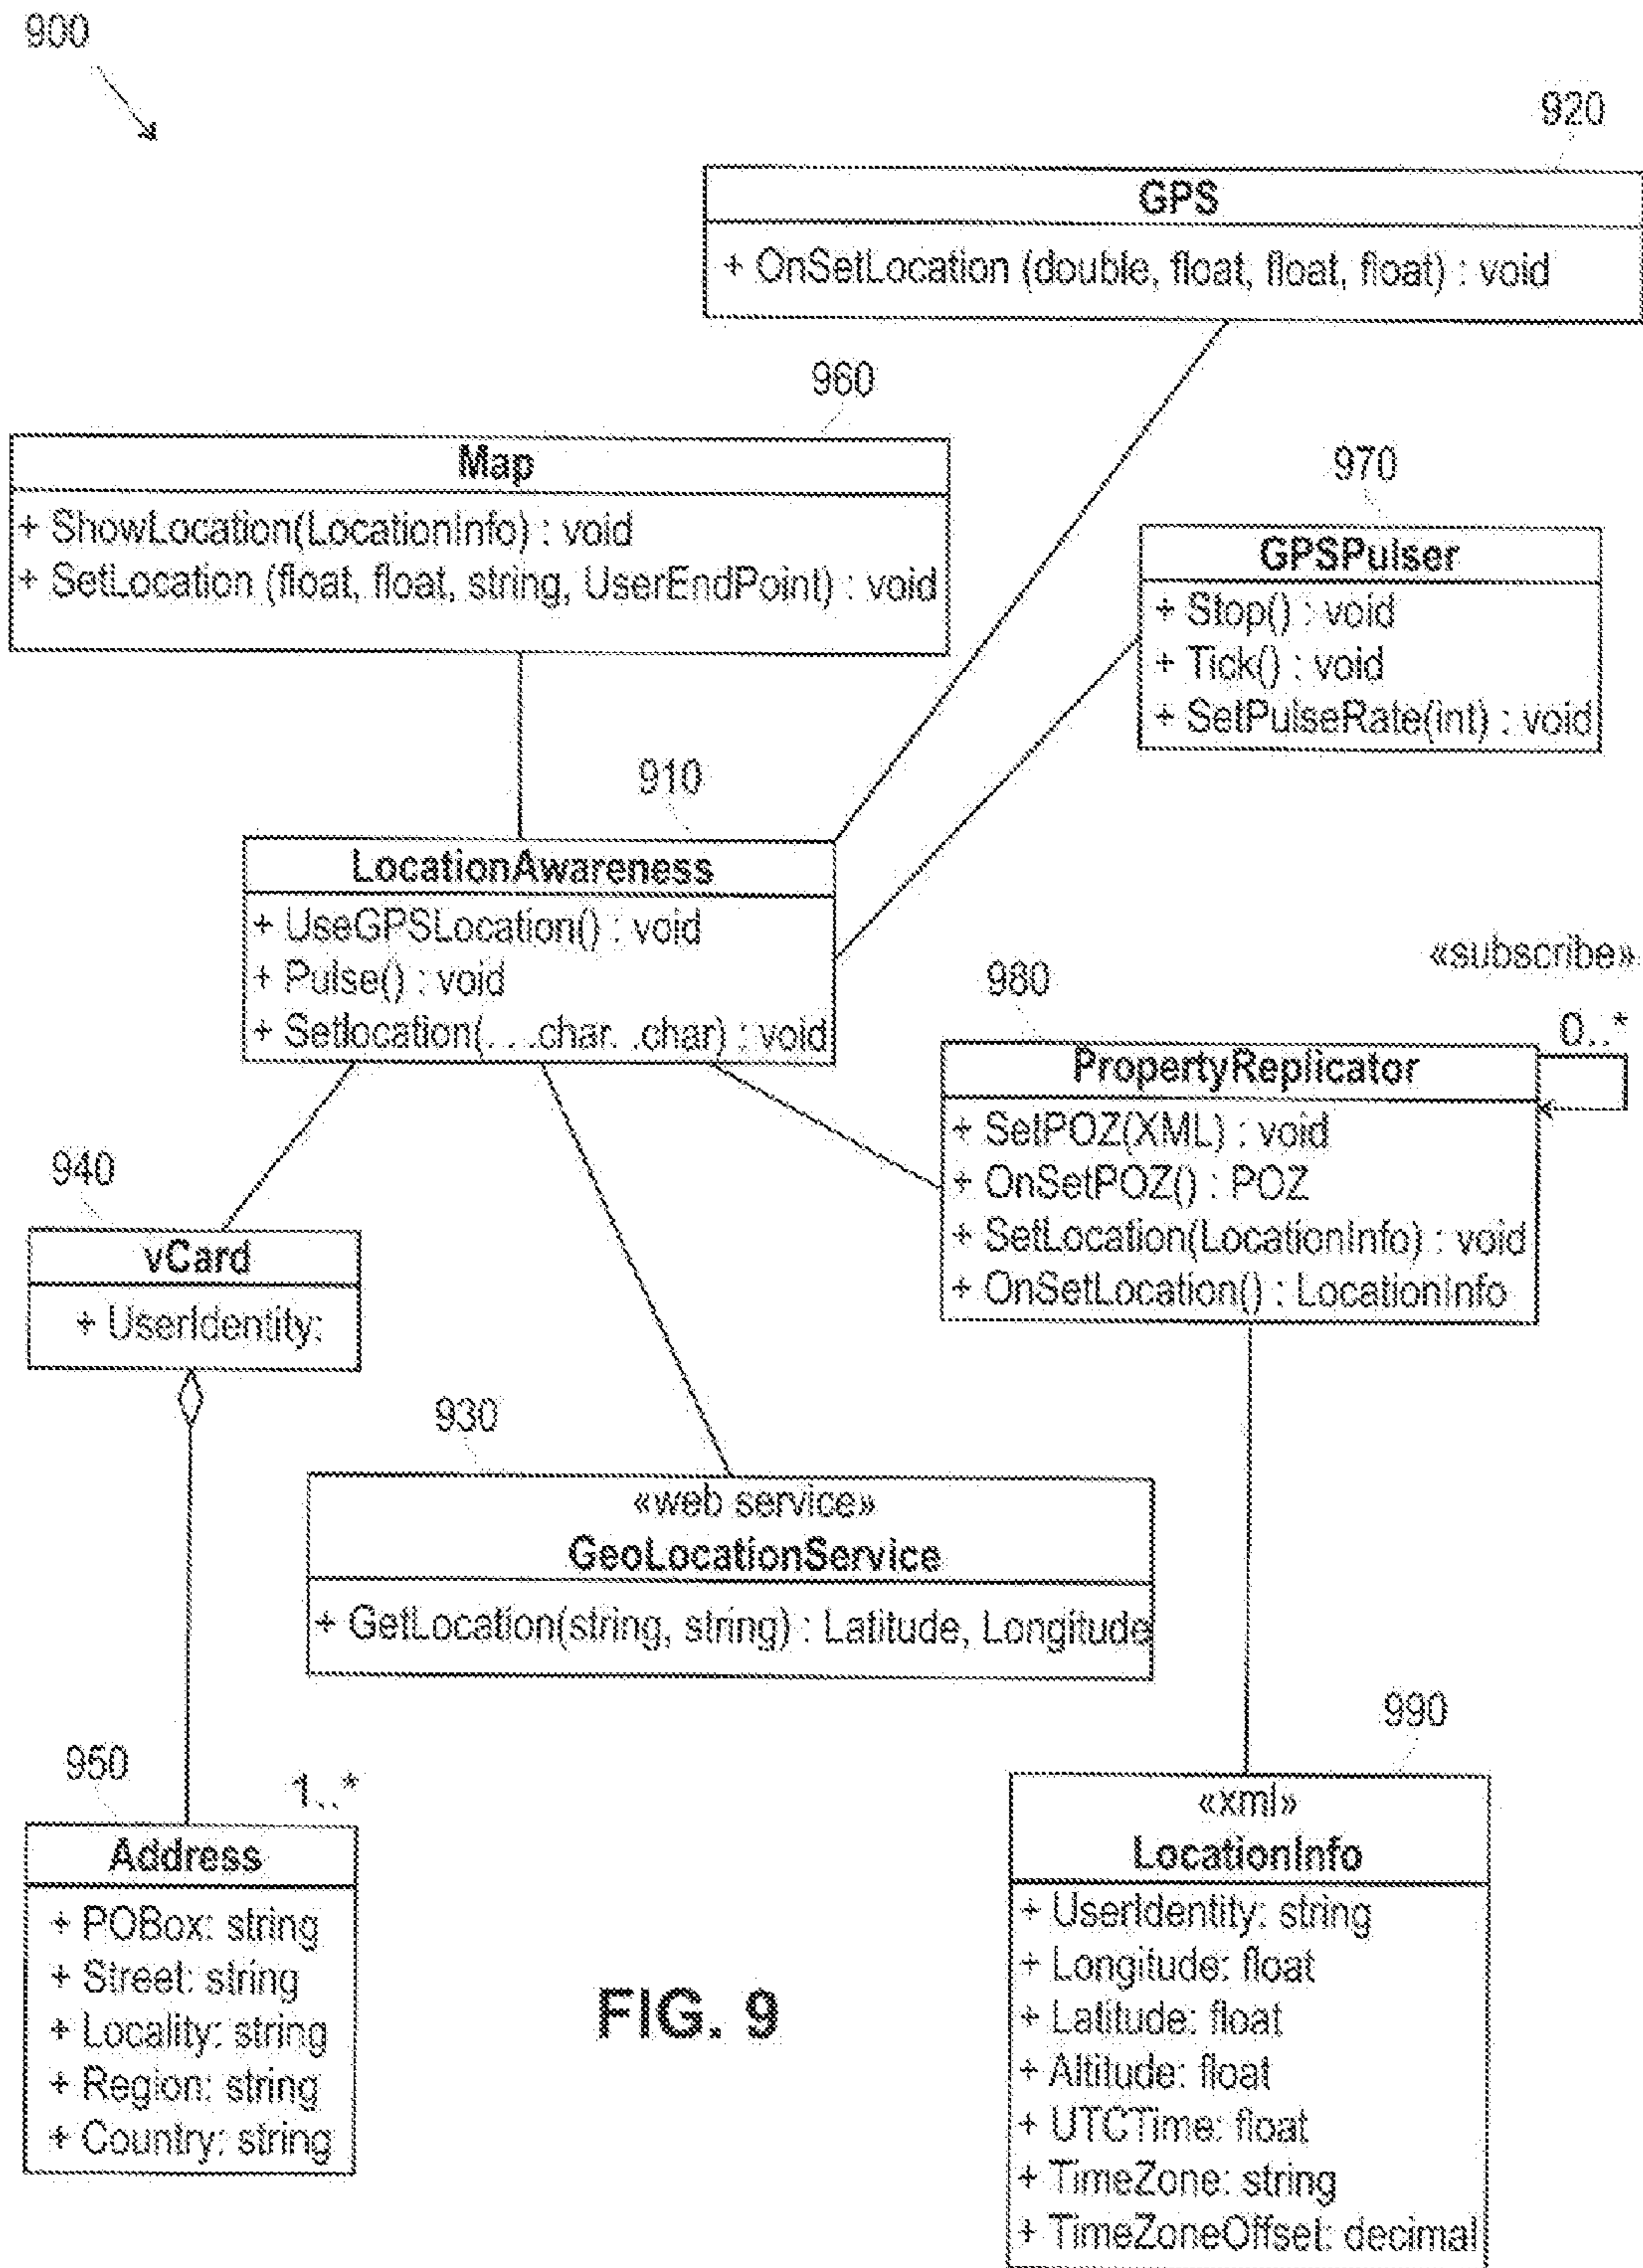 900
920
GPS
+ OnSetLocation (double, float, float, float) : void
960
Map
+ ShowLocation(LocationInfo) : void
+ SetLocation (float, float, string, UserEndPoint) : void
970
GPSPulser
+ Stop() : void
+ Tick() : void
+ SetPulseRate(int) : void
910
LocationAwareness
+ UseGPSLocation() : void
+ Pulse() : void
+ Setlocation(. . .char. .char) : void
«subscribe»
0..*
980
PropertyReplicator
+ SetPOZ(XML) : void
+ OnSetPOZ() : POZ
+ SetLocation(LocationInfo) : void
+ OnSetLocation() : LocationInfo
940
vCard
+ UserIdentity:
930
«web service»
GeoLocationService
+ GetLocation(string, string) : Latitude, Longitude
950
1..*
Address
+ POBox: string
+ Street: string
+ Locality: string
+ Region: string
+ Country: string
990
«xml»
LocationInfo
+ UserIdentity: string
+ Longitude: float
+ Latitude: float
+ Altitude: float
+ UTCTime: float
+ TimeZone: string
+ TimeZoneOffset: decimal
FIG. 9